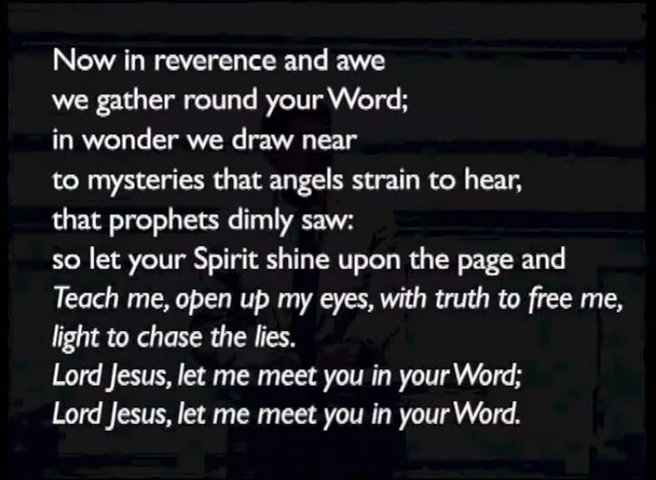 Now in reverence and awe
we gather round your Word;
in wonder we draw near
to mysteries that angels strain to hear,
that prophets dimly saw:
so let your Spirit shine upon the page and
Teach me, open up my eyes, with truth to free me,
light to chase the lies.
Lord Jesus, let me meet you in your Word;
Lord Jesus, let me meet you in your Word.